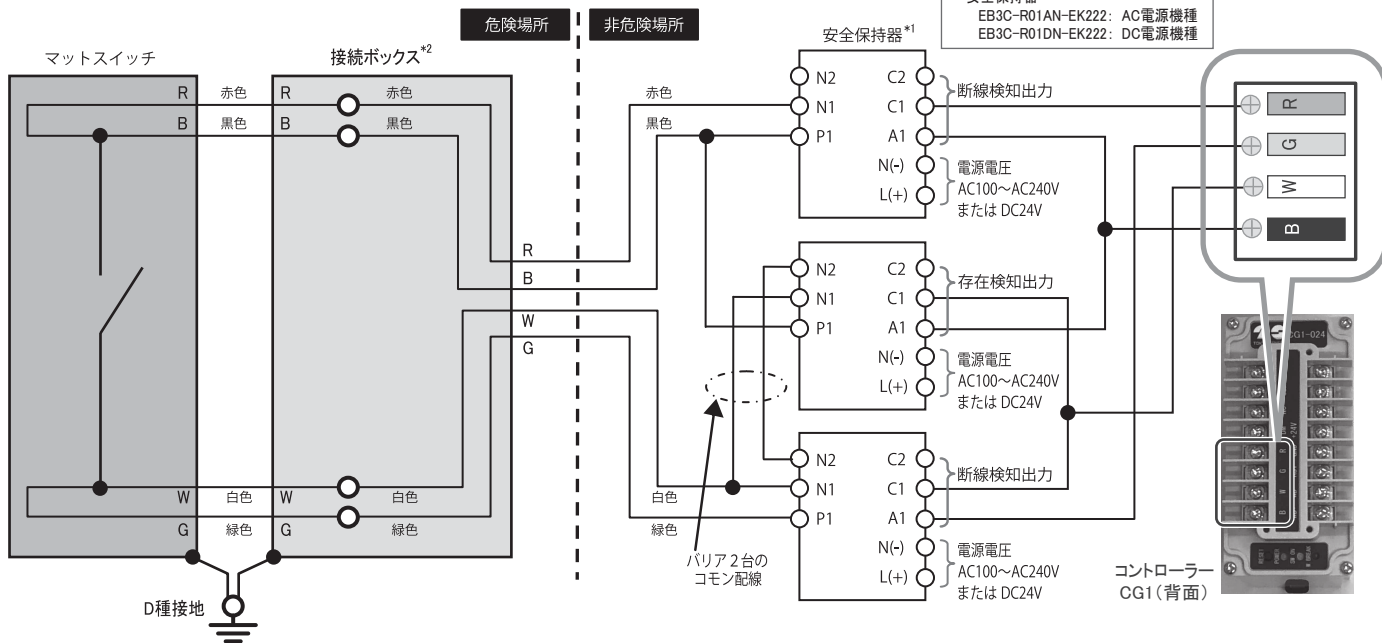 安全保持器
EB3C-R01AN-EK222: AC電源機種
EB3C-R01DN-EK222: DC電源機種
危険場所
非危険場所
マットスイッチ
接続ボックス*2
安全保持器*1
R 赤色 R 赤色
B 黒色 B 黒色
W 白色 W 白色
G 緑色 G 緑色
D種接地
R
B
W
G
赤色
黒色
白色
緑色
バリア2台の
コモン配線
N2 C2
N1 C1
P1 A1
N(-)
L(+)
断線検知出力
電源電圧
AC100~AC240V
または DC24V
N2 C2
N1 C1
P1 A1
N(-)
L(+)
存在検知出力
電源電圧
AC100~AC240V
または DC24V
N2 C2
N1 C1
P1 A1
N(-)
L(+)
断線検知出力
電源電圧
AC100~AC240V
または DC24V
R
G
W
B
CG1-024
コントローラー
CG1(背面)